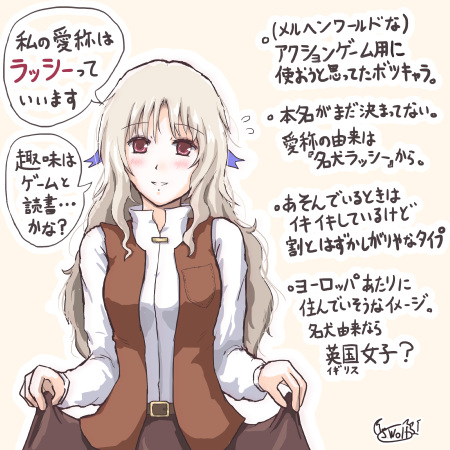 私の愛称は
ラッシーって
いいます
趣味は
ゲームと
読書…
かな?
。(メルヘンワールドな)
アクションゲーム用に
使おうと思ってたボツキャラ。
。本名がまだ決まってない。
愛称の由来は
『名犬ラッシー』から。
。あそんでいるときは
イキイキしているけど
割とはずかしがりやなタイプ
。ヨーロッパあたりに
住んでいそうなイメージ。
名犬由来なら
英国女子?
イギリス